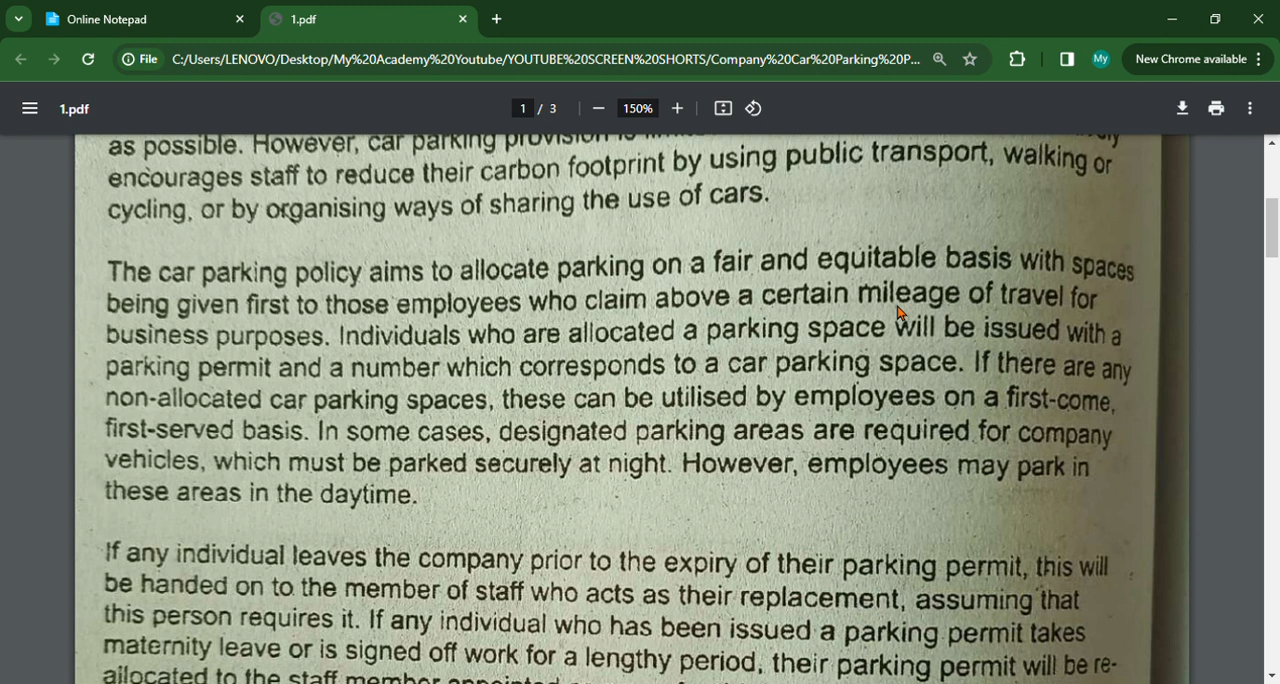 Online Notepad
1.pdf
File
C:/Users/LENOVO/Desktop/My%20Academy%20Youtube/YOUTUBE%20SCREEN%20SHORTS/Company%20Car%20Parking%20P...
My
New Chrome available
1.pdf
1 / 3
150%
as possible. However, car parking provision is
encourages staff to reduce their carbon footprint by using public transport, walking or
cycling, or by organising ways of sharing the use of cars.
The car parking policy aims to allocate parking on a fair and equitable basis with spaces
being given first to those employees who claim above a certain mileage of travel for
business purposes. Individuals who are allocated a parking space will be issued with a
parking permit and a number which corresponds to a car parking space. If there are any
non-allocated car parking spaces, these can be utilised by employees on a first-come,
first-served basis. In some cases, designated parking areas are required for company
vehicles, which must be parked securely at night. However, employees may park in
these areas in the daytime.
If any individual leaves the company prior to the expiry of their parking permit, this will
be handed on to the member of staff who acts as their replacement, assuming that
this person requires it. If any individual who has been issued a parking permit takes
maternity leave or is signed off work for a lengthy period, their parking permit will be re-
allocated to the staff member appointed